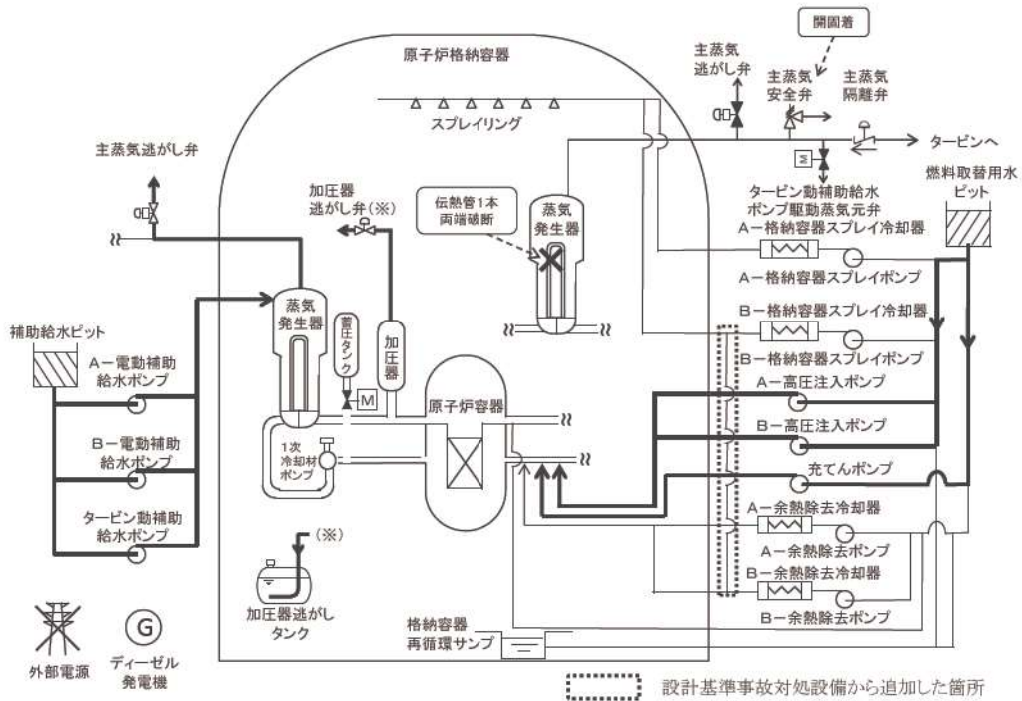 開固着
原子炉格納容器
主蒸気
逃がし弁
主蒸気
安全弁
主蒸気
隔離弁
スプレイリング
タービンへ
主蒸気逃がし弁
加圧器
逃がし弁(※)
伝熱管1本
両端破断
蒸気
発生器
M
タービン動補助給水
ポンプ駆動蒸気元弁
燃料取替用水
ピット
A-格納容器スプレイ冷却器
A-格納容器スプレイポンプ
B-格納容器スプレイ冷却器
B-格納容器スプレイポンプ
補助給水ピット
蒸気
発生器
蓄圧タンク
加圧器
M
原子炉容器
A-高圧注入ポンプ
B-高圧注入ポンプ
充てんポンプ
A-電動補助
給水ポンプ
B-電動補助
給水ポンプ
タービン動補助
給水ポンプ
1次
冷却材
ポンプ
A-余熱除去冷却器
A-余熱除去ポンプ
B-余熱除去冷却器
B-余熱除去ポンプ
(※)
加圧器逃がし
タンク
格納容器
再循環サンプ
外部電源
G
ディーゼル
発電機
設計基準事故対処設備から追加した箇所